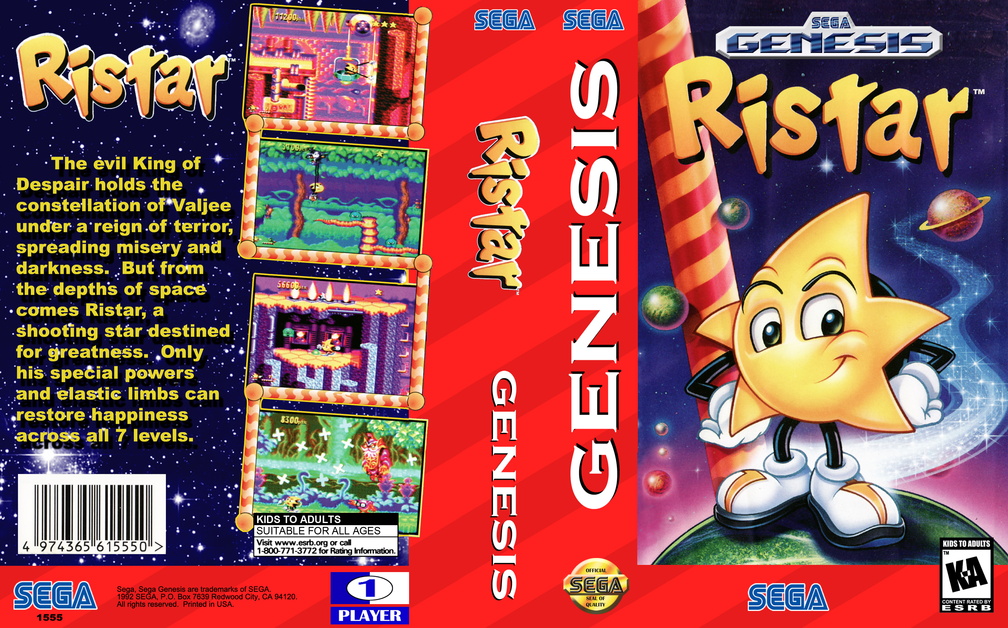 Ristar
The evil King of
Despair holds the
constellation of Valjee
under a reign of terror,
spreading misery and
darkness. But from
the depths of space
comes Ristar, a
shooting star destined
for greatness. Only
his special powers
and elastic limbs can
restore happiness
across all 7 levels.
4 974365 615550 >
KIDS TO ADULTS
SUITABLE FOR ALL AGES
Visit www.esrb.org or call
1-800-771-3772 for Rating Information.
SEGA
1555
Sega, Sega Genesis are trademarks of SEGA.
1992 SEGA, P.O. Box 7639 Redwood City, CA 94120.
All rights reserved. Printed in USA.
1
PLAYER
SEGA
Ristar™
GENESIS
SEGA
GENESIS
OFFICIAL
SEGA
SEAL OF
QUALITY
SEGA
GENESIS
Ristar™
SEGA
KIDS TO ADULTS
K-A
CONTENT RATED BY
ESRB